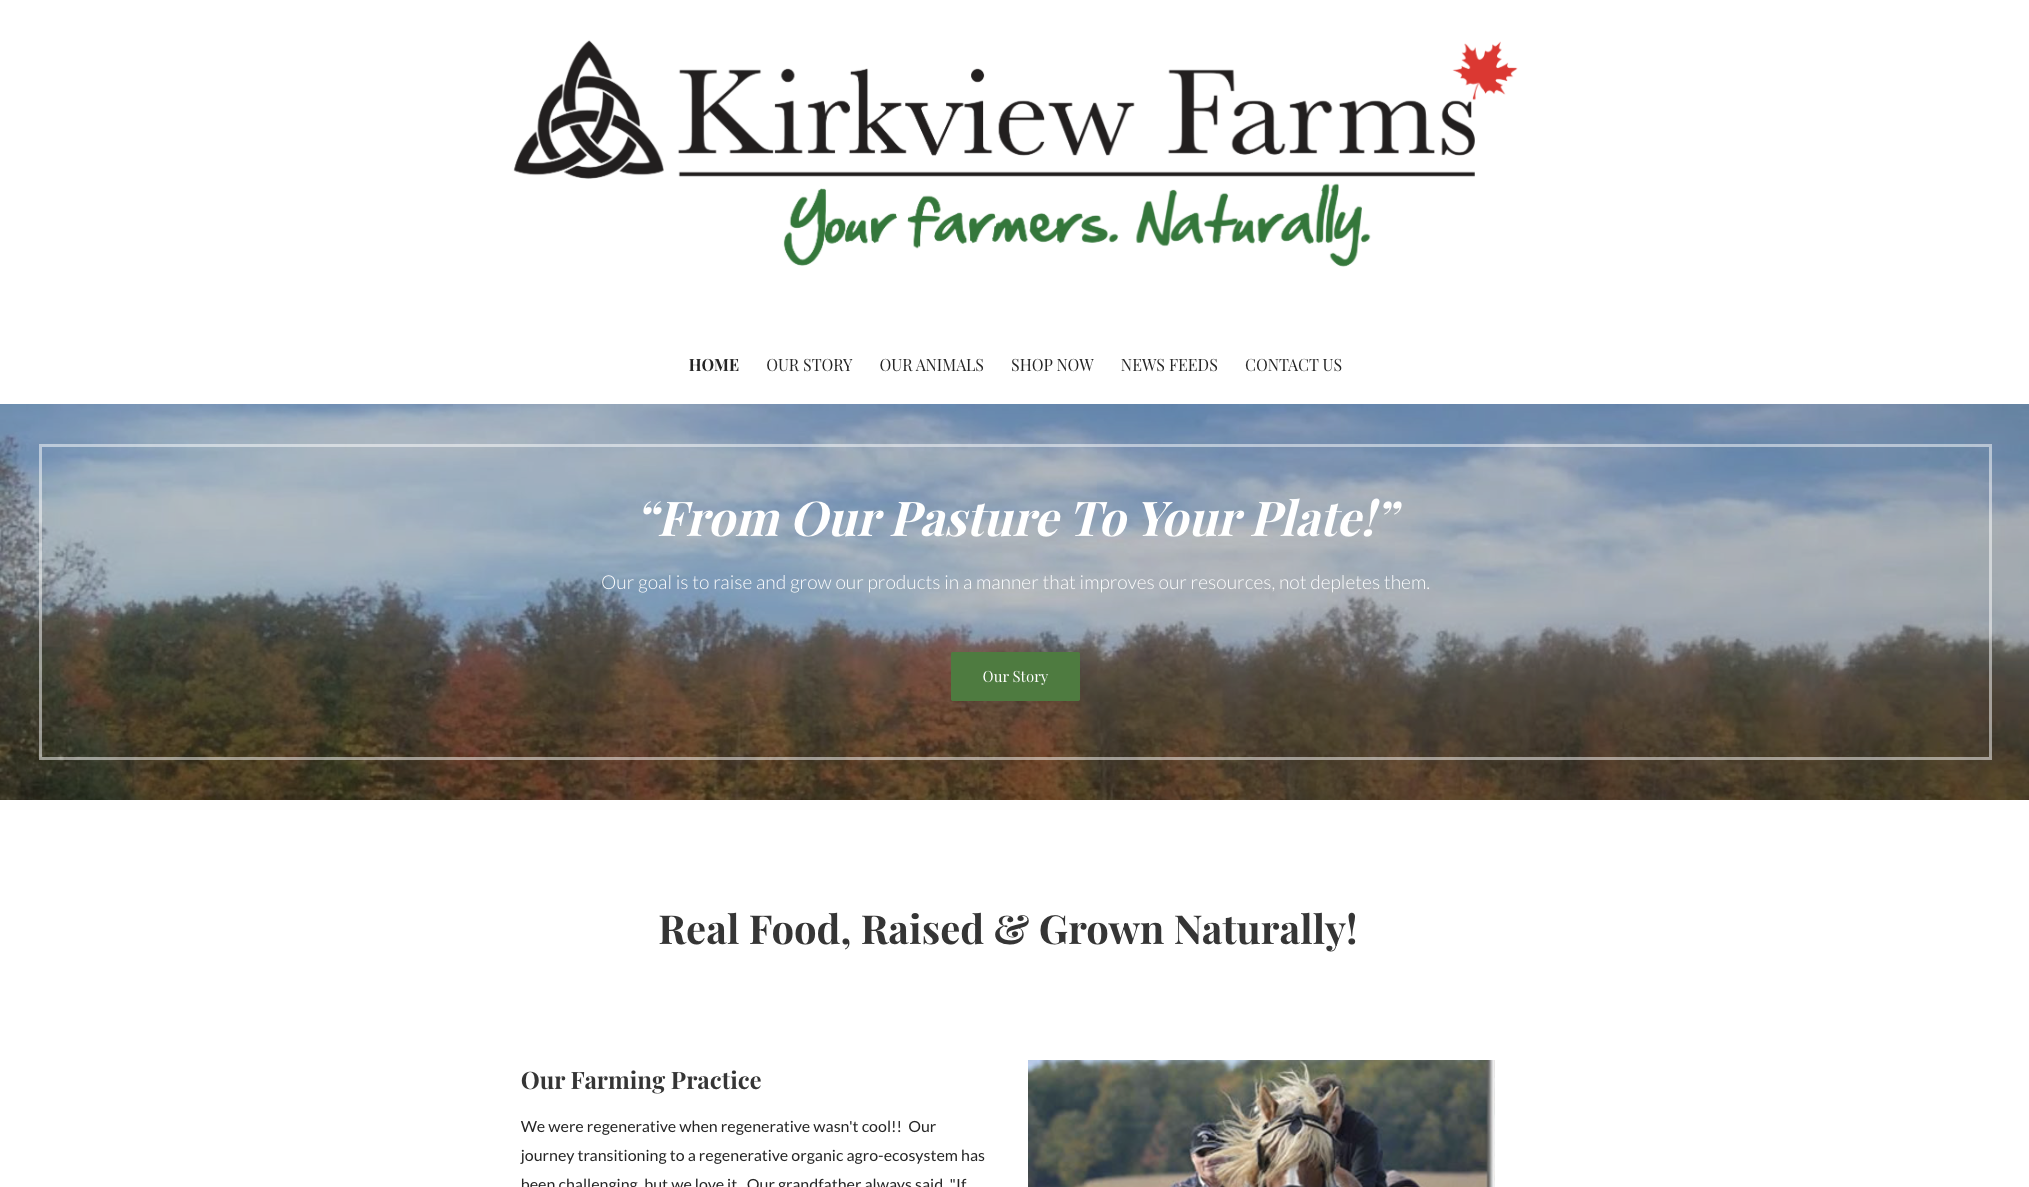 Kirkview Farms
Your farmers. Naturally.
HOME OUR STORY OUR ANIMALS SHOP NOW NEWS FEEDS CONTACT US
“From Our Pasture To Your Plate!”
Our goal is to raise and grow our products in a manner that improves our resources, not depletes them.
Our Story
Real Food, Raised & Grown Naturally!
Our Farming Practice
We were regenerative when regenerative wasn't cool!!  Our
journey transitioning to a regenerative organic agro-ecosystem has
been challenging, but we love it.  Our grandfather always said, "If